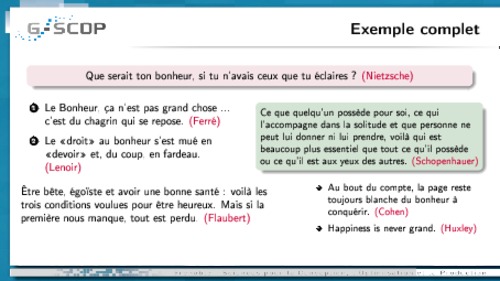 G-SCOP
Exemple complet
Que serait ton bonheur, si tu n'avais ceux que tu éclaires ? (Nietzsche)
1 Le Bonheur, ça n'est pas grand chose ...
c'est du chagrin qui se repose. (Ferré)
2 Le «droit» au bonheur s'est mué en
«devoir» et, du coup, en fardeau.
(Lenoir)
Être bête, égoïste et avoir une bonne santé : voilà les
trois conditions voulues pour être heureux. Mais si la
première nous manque, tout est perdu. (Flaubert)
Ce que quelqu'un possède pour soi, ce qui
l'accompagne dans la solitude et que personne ne
peut lui donner ni lui prendre, voilà qui est
beaucoup plus essentiel que tout ce qu'il possède
ou ce qu'il est aux yeux des autres. (Schopenhauer)
Au bout du compte, la page reste
toujours blanche du bonheur à
conquérir. (Cohen)
Happiness is never grand. (Huxley)